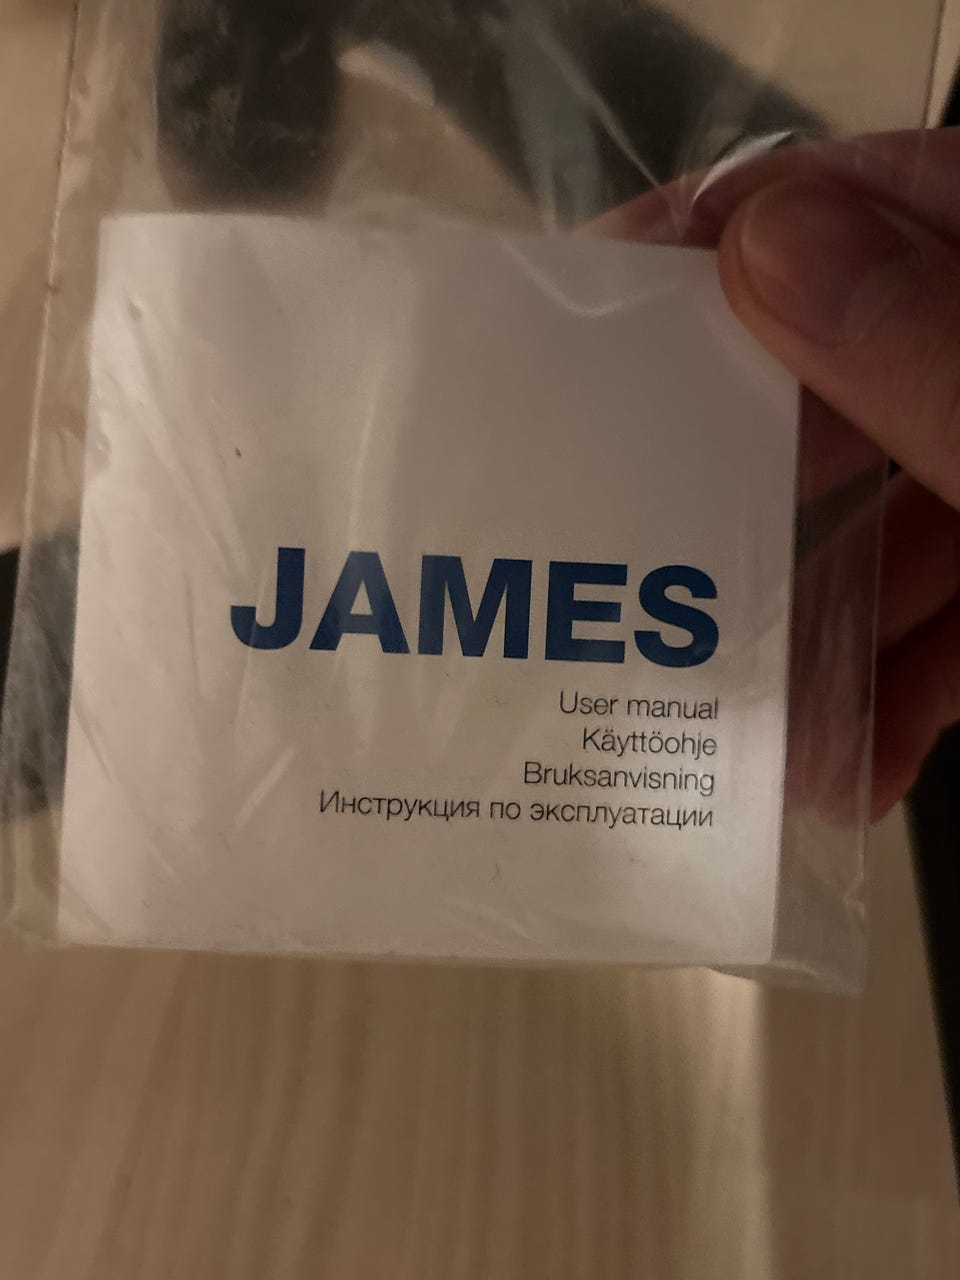 JAMES
User manual
Käyttöohje
Bruksanvisning
Инструкция по эксплуатации